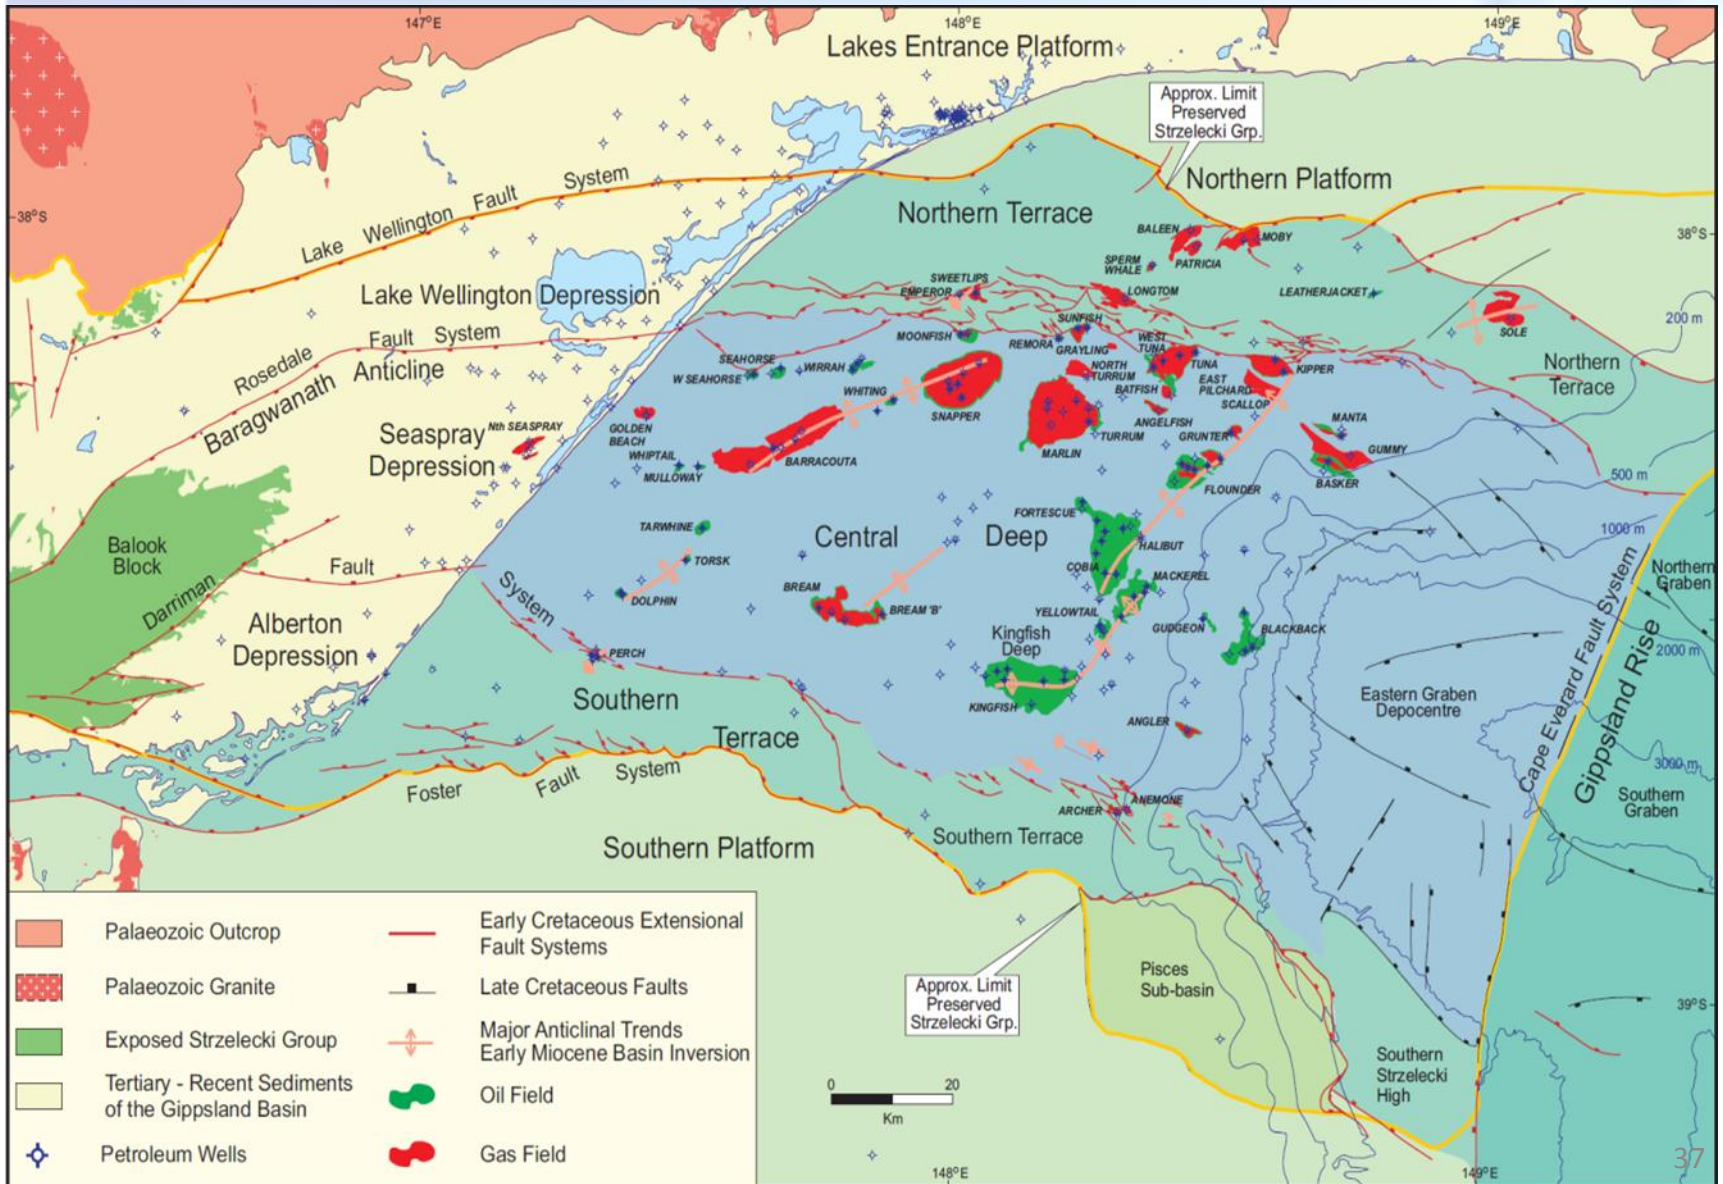 147°E
148°E
149°E
Lakes Entrance Platform
Approx. Limit
Preserved
Strzelecki Grp.
Northern Platform
Lake Wellington Fault System
38°S
Northern Terrace
38°S
BALEEN
MOBY
PATRICIA
SPERM
WHALE
SWEETLIPS
EMPEROR
LONGTOM
LEATHERJACKET
SOLE
200 m
Lake Wellington Depression
Rosedale Fault System
Baragwanath Anticline
MOONFISH
SUNFISH
REMORA
GRAYLING
WEST
TUNA
TUNA
NORTH
TURRUM
BATFISH
EAST
PILCHARD
KIPPER
SCALLOP
Northern
Terrace
SEAHORSE
W SEAHORSE
WIRRAH
WHITING
SNAPPER
ANGELFISH
TURRUM
MARLIN
GRUNTER
MANTA
GUMMY
BASKER
500 m
Seaspray
Depression
Nth SEASPRAY
GOLDEN
BEACH
WHIPTAIL
MULLOWAY
BARRACOUTA
FLOUNDER
FORTESCUE
TARWHINE
Central Deep
HALIBUT
1000 m
Balook
Block
Darriman Fault System
TORSK
DOLPHIN
COBIA
MACKEREL
BREAM
BREAM 'B'
YELLOWTAIL
GUDGEON
BLACKBACK
Northern
Graben
Cape Everard Fault System
Gippsland Rise
2000 m
Alberton
Depression
PERCH
Kingfish
Deep
KINGFISH
Eastern Graben
Depocentre
ANGLER
Southern
Terrace
3000 m
Southern
Graben
Foster Fault System
ARCHER
ANEMONE
Southern Terrace
Southern Platform
Approx. Limit
Preserved
Strzelecki Grp.
Pisces
Sub-basin
39°S
Southern
Strzelecki
High
Palaeozoic Outcrop
Early Cretaceous Extensional
Fault Systems
Palaeozoic Granite
Late Cretaceous Faults
Exposed Strzelecki Group
Major Anticlinal Trends
Early Miocene Basin Inversion
Tertiary - Recent Sediments
of the Gippsland Basin
Oil Field
Petroleum Wells
Gas Field
0 20
Km
148°E
149°E
37